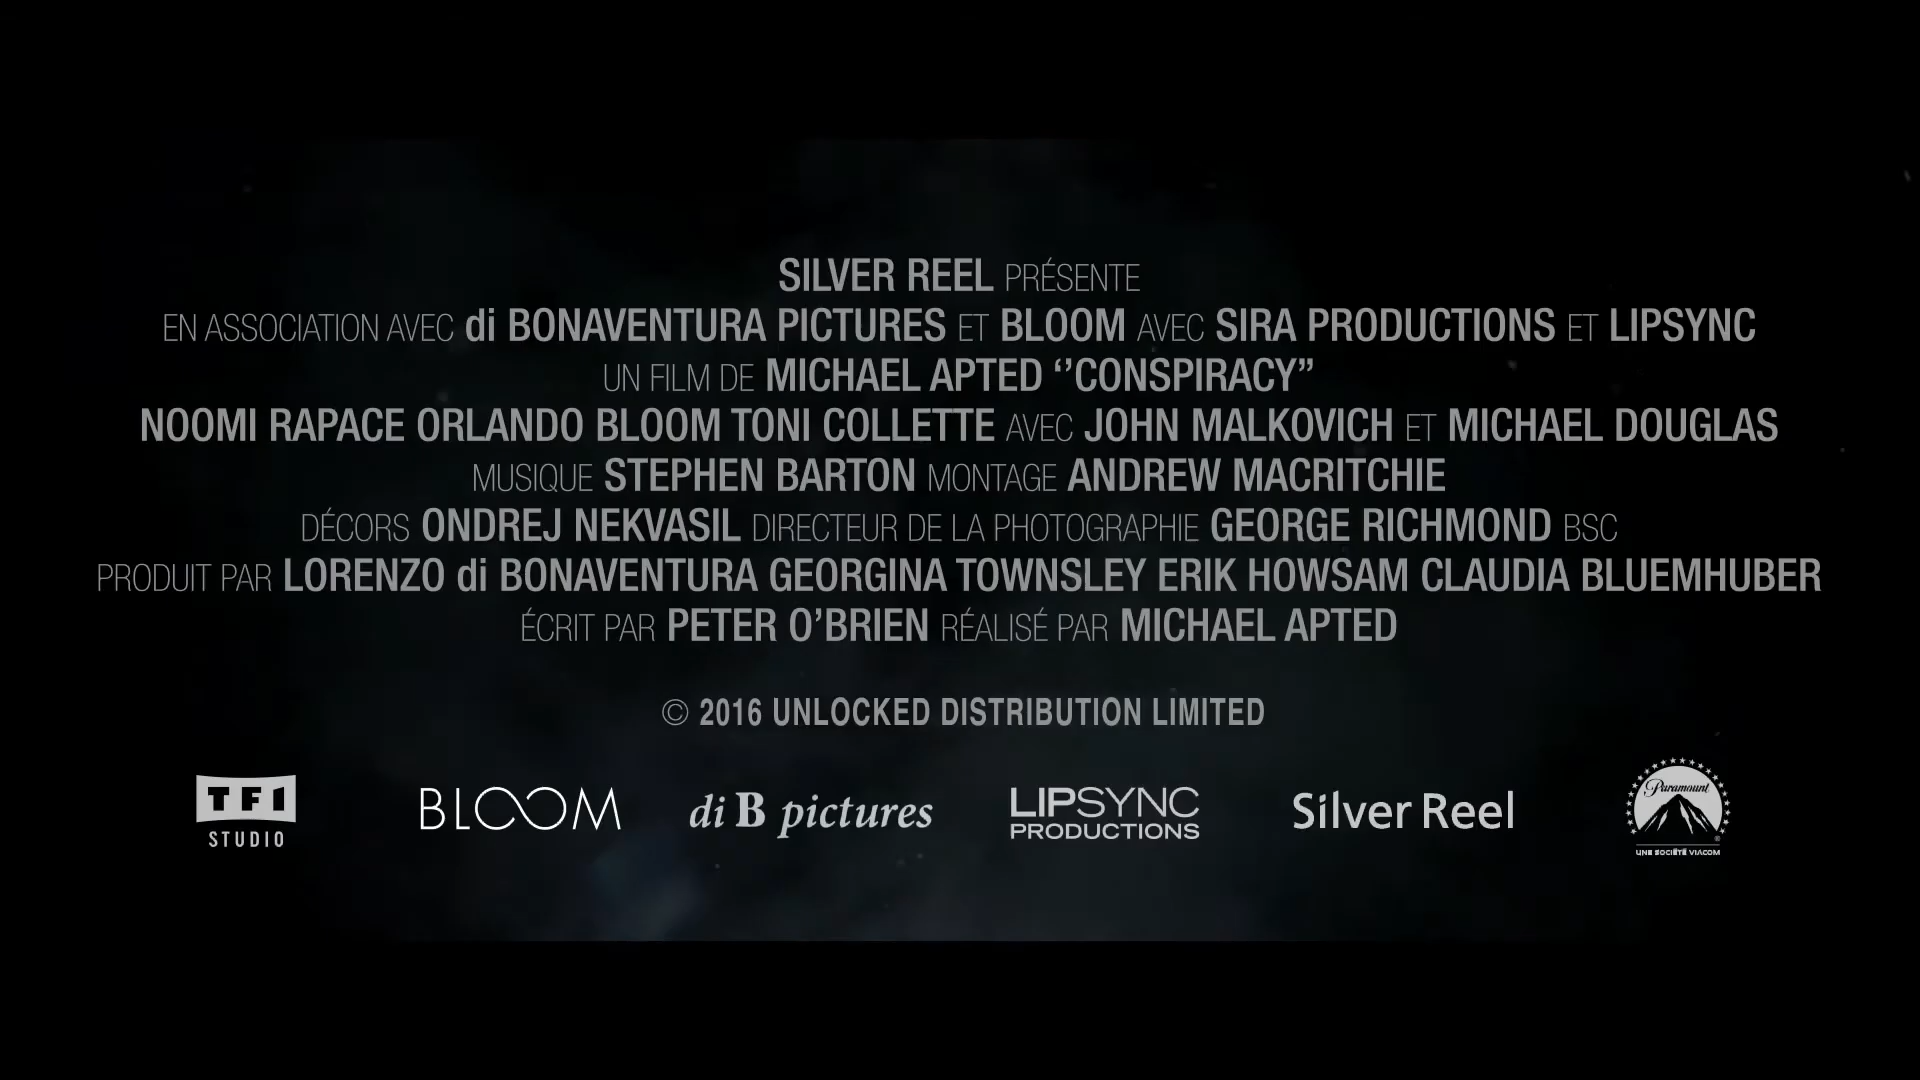 SILVER REEL PRÉSENTE
EN ASSOCIATION AVEC di BONAVENTURA PICTURES ET BLOOM AVEC SIRA PRODUCTIONS ET LIPSYNC
UN FILM DE MICHAEL APTED ‘’CONSPIRACY”
NOOMI RAPACE ORLANDO BLOOM TONI COLLETTE AVEC JOHN MALKOVICH ET MICHAEL DOUGLAS
MUSIQUE STEPHEN BARTON MONTAGE ANDREW MACRITCHIE
DÉCORS ONDREJ NEKVASIL DIRECTEUR DE LA PHOTOGRAPHIE GEORGE RICHMOND BSC
PRODUIT PAR LORENZO di BONAVENTURA GEORGINA TOWNSLEY ERIK HOWSAM CLAUDIA BLUEMHUBER
ÉCRIT PAR PETER O’BRIEN RÉALISÉ PAR MICHAEL APTED
© 2016 UNLOCKED DISTRIBUTION LIMITED
TF1
STUDIO
BLOOM
di B pictures
LIPSYNC
PRODUCTIONS
Silver Reel
Paramount
UNE SOCIÉTÉ VIACOM